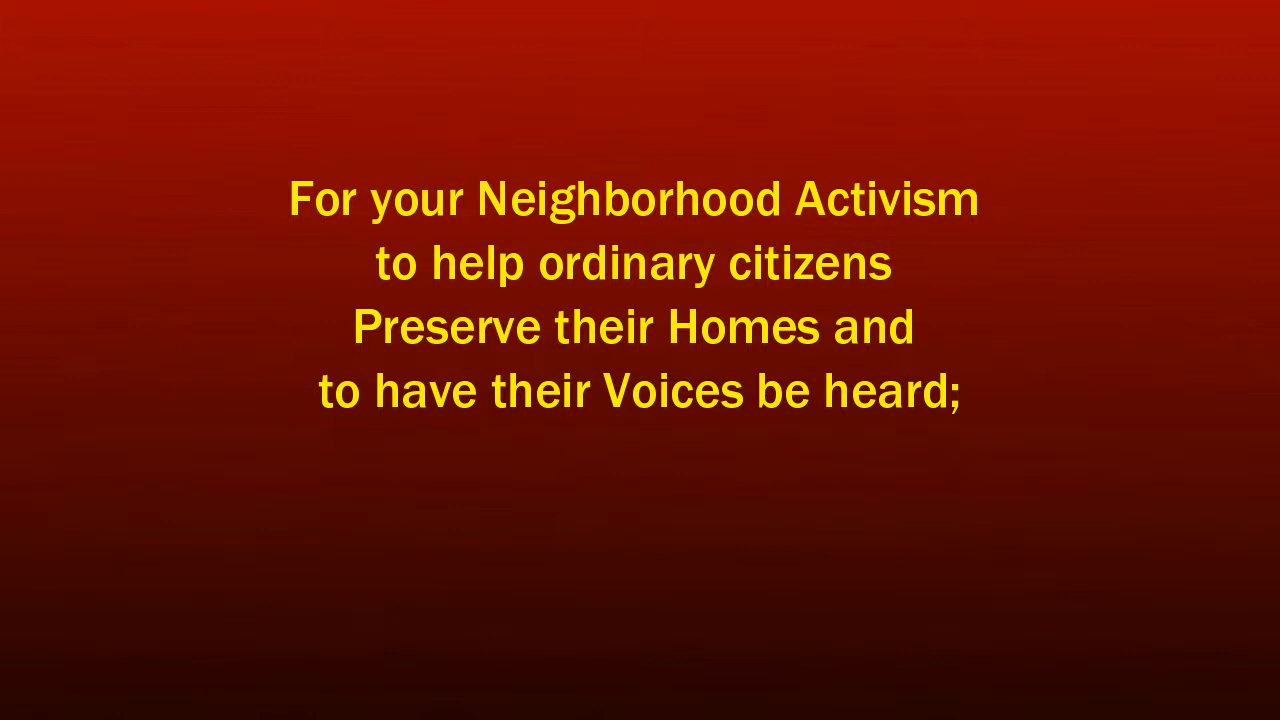 For your Neighborhood Activism
to help ordinary citizens
Preserve their Homes and
to have their Voices be heard;